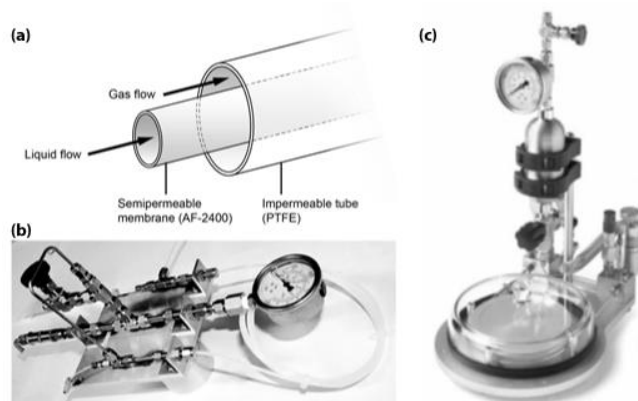 (a)
Gas flow
Liquid flow
Semipermeable
membrane (AF-2400)
Impermeable tube
(PTFE)
(b)
(c)